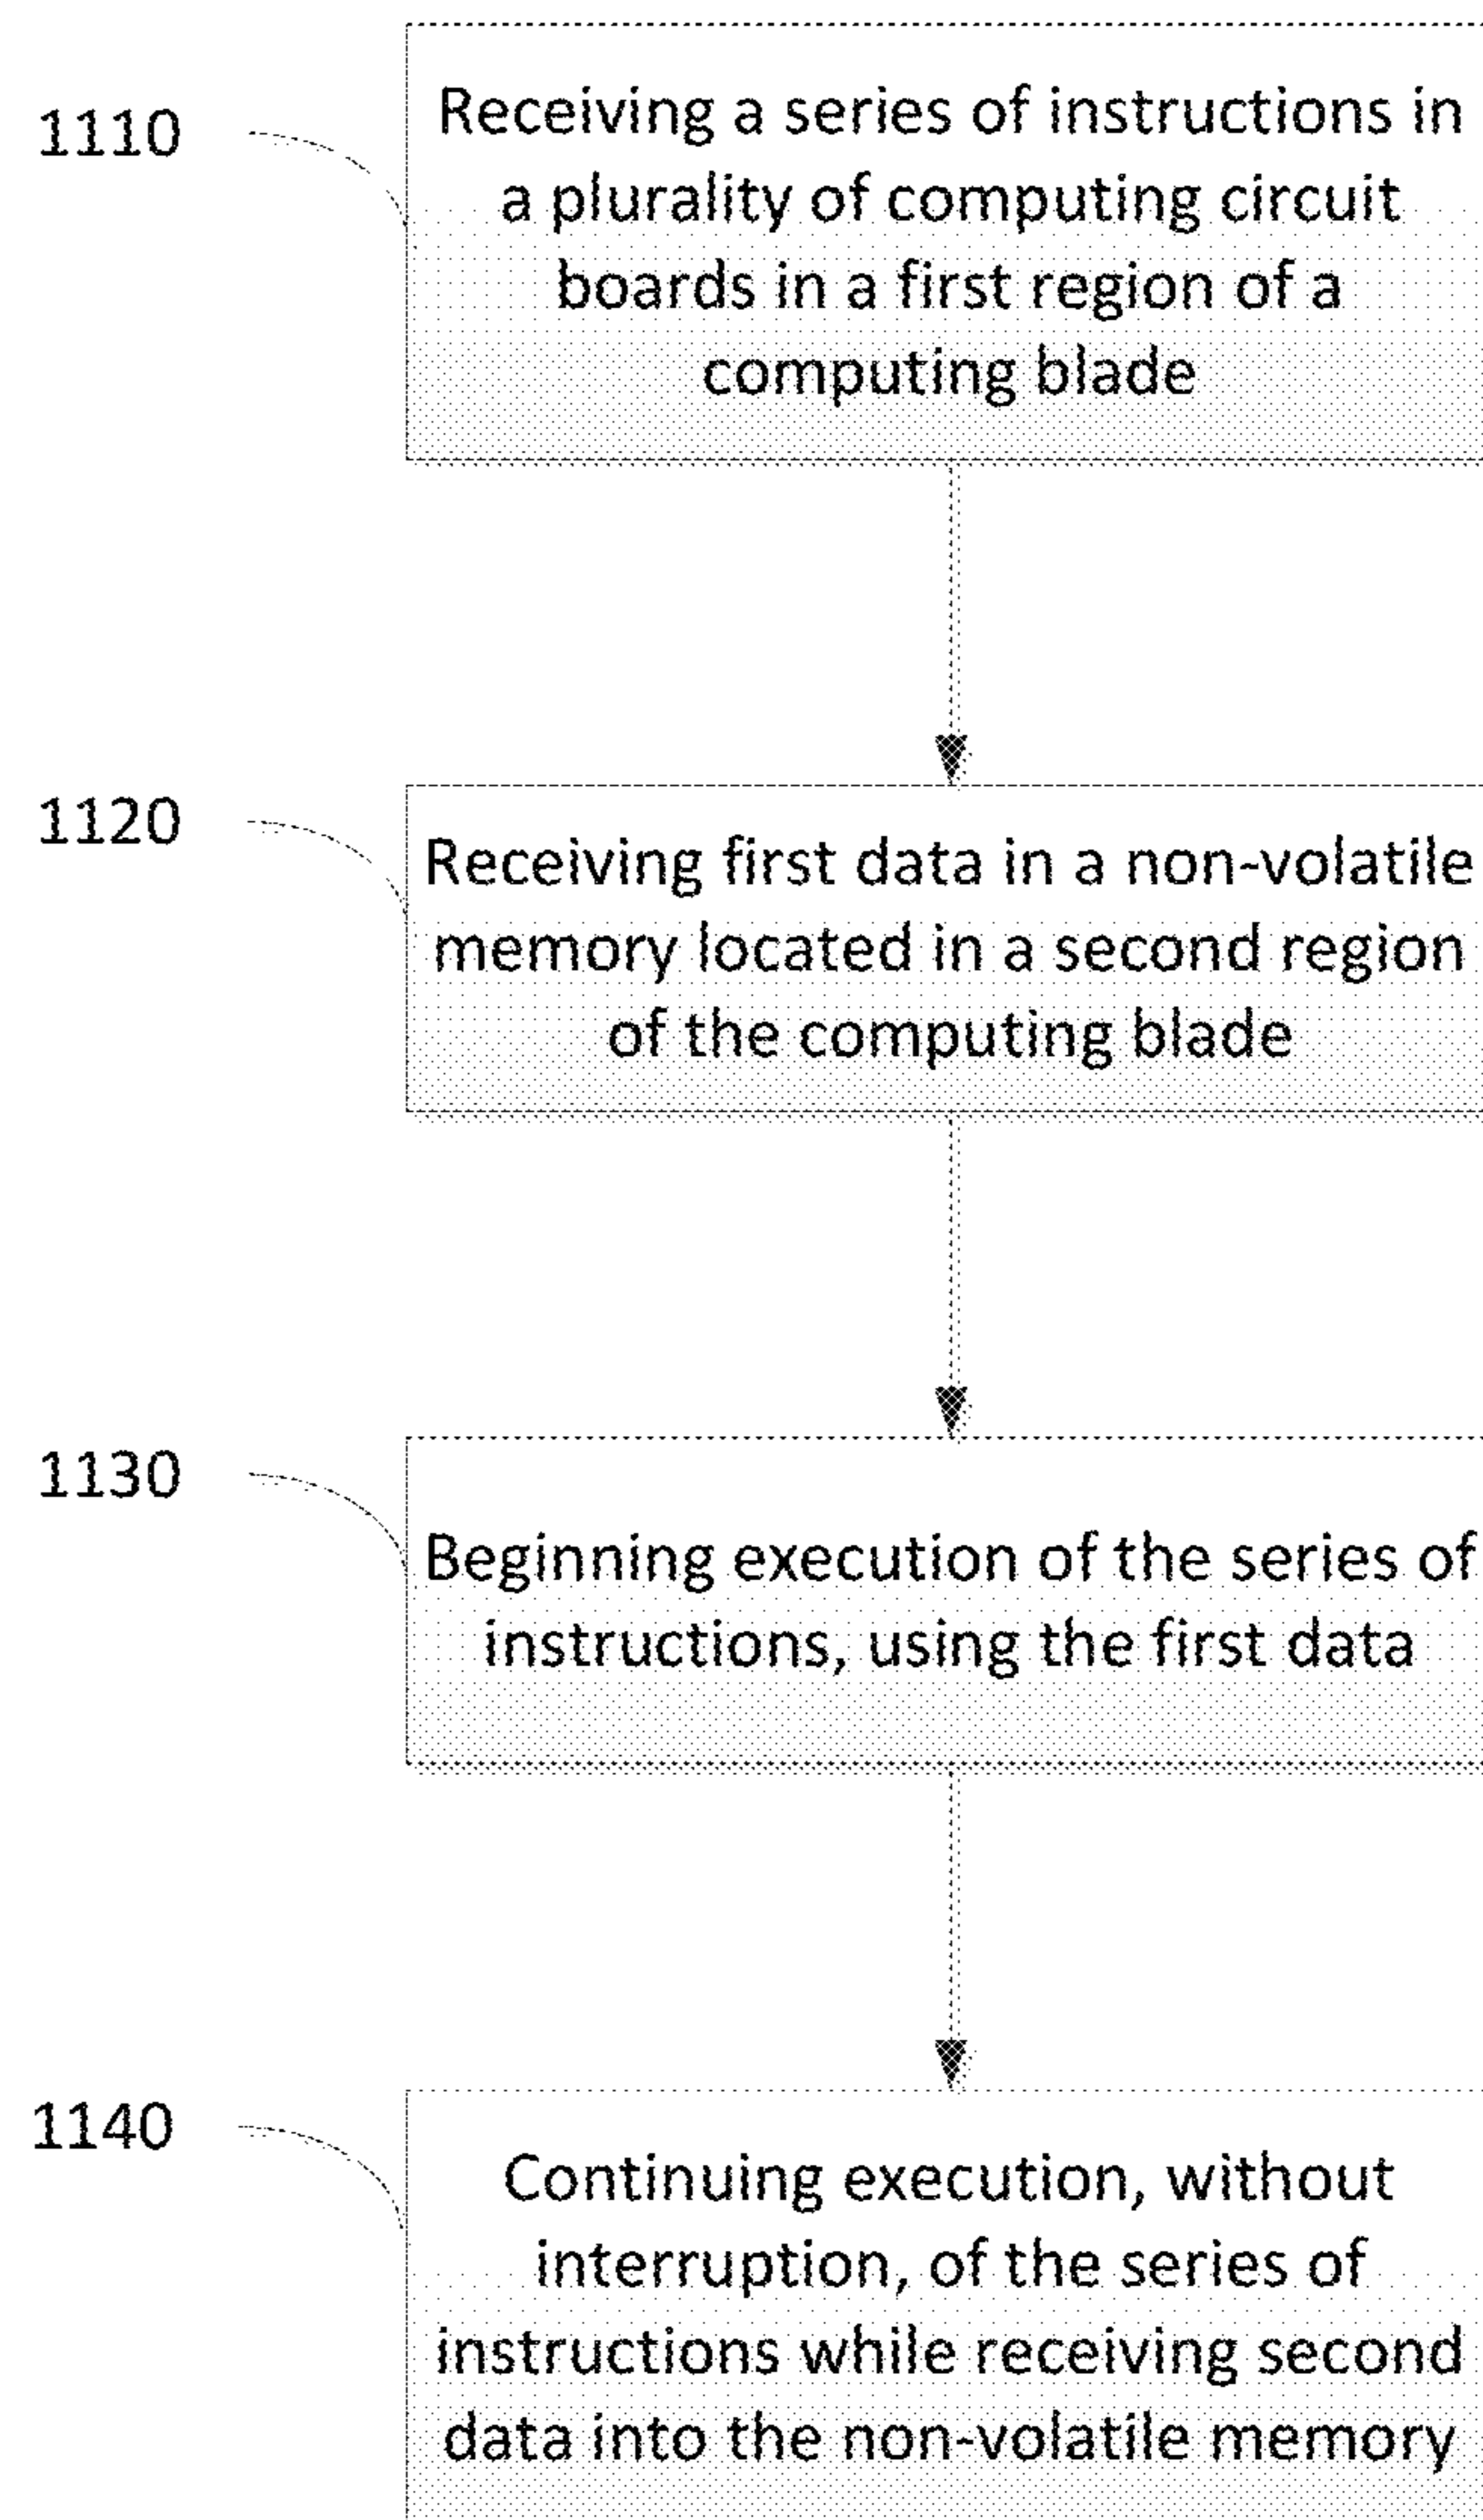 1110
Receiving a series of instructions in
a plurality of computing circuit
boards in a first region of a
computing blade
1120
Receiving first data in a non-volatile
memory located in a second region
of the computing blade
1130
Beginning execution of the series of
instructions, using the first data
1140
Continuing execution, without
interruption, of the series of
instructions while receiving second
data into the non-volatile memory